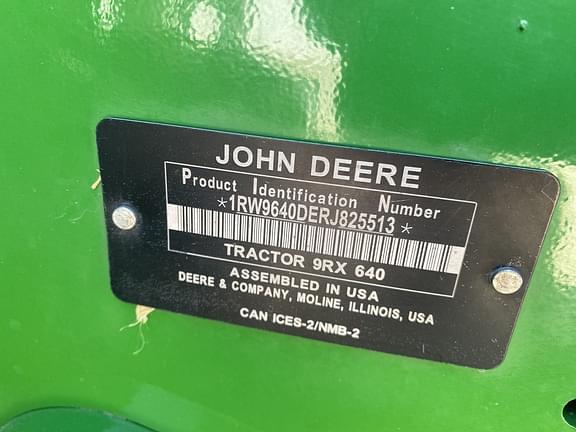 JOHN DEERE
Product Identification Number
*1RW9640DERJ825513*
TRACTOR 9RX 640
ASSEMBLED IN USA
DEERE & COMPANY, MOLINE, ILLINOIS, USA
CAN ICES-2/NMB-2